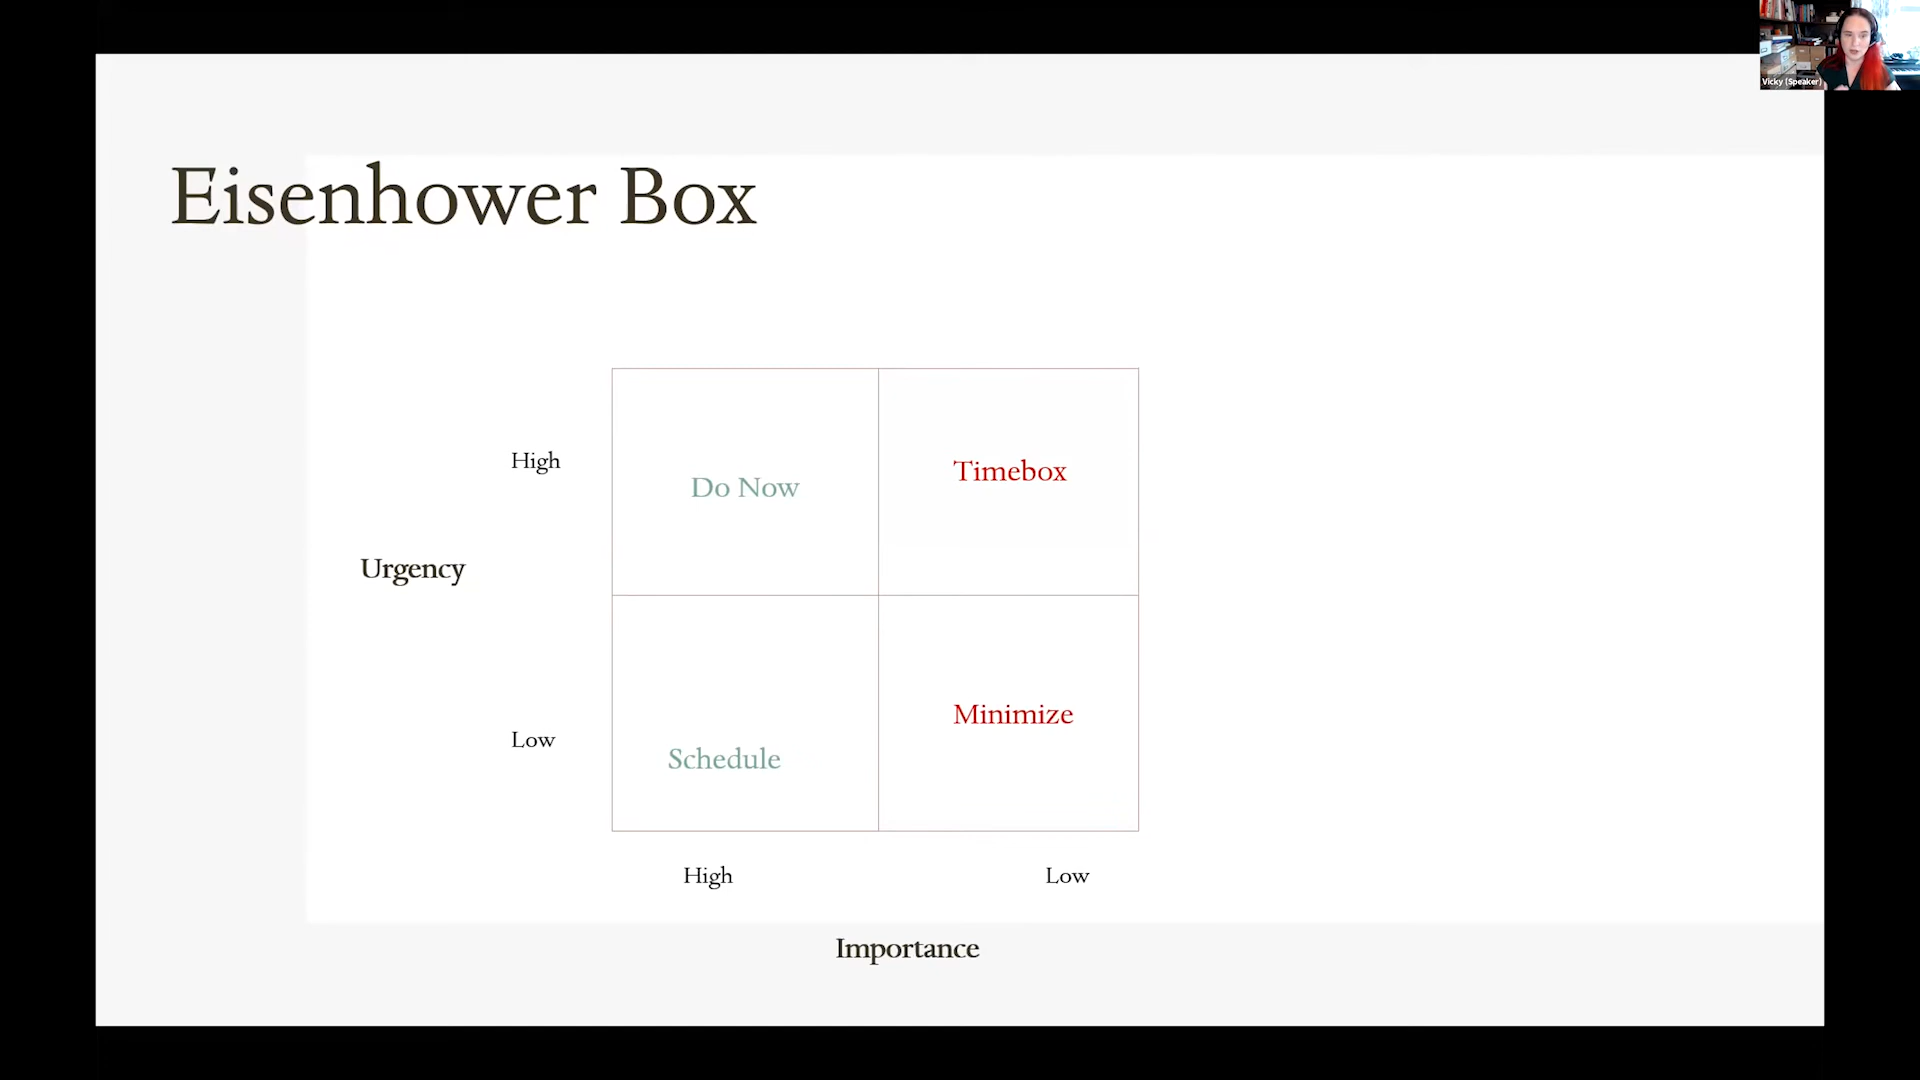 Vicky (Speaker)
Eisenhower Box
High
Do Now
Timebox
Urgency
Low
Schedule
Minimize
High
Low
Importance